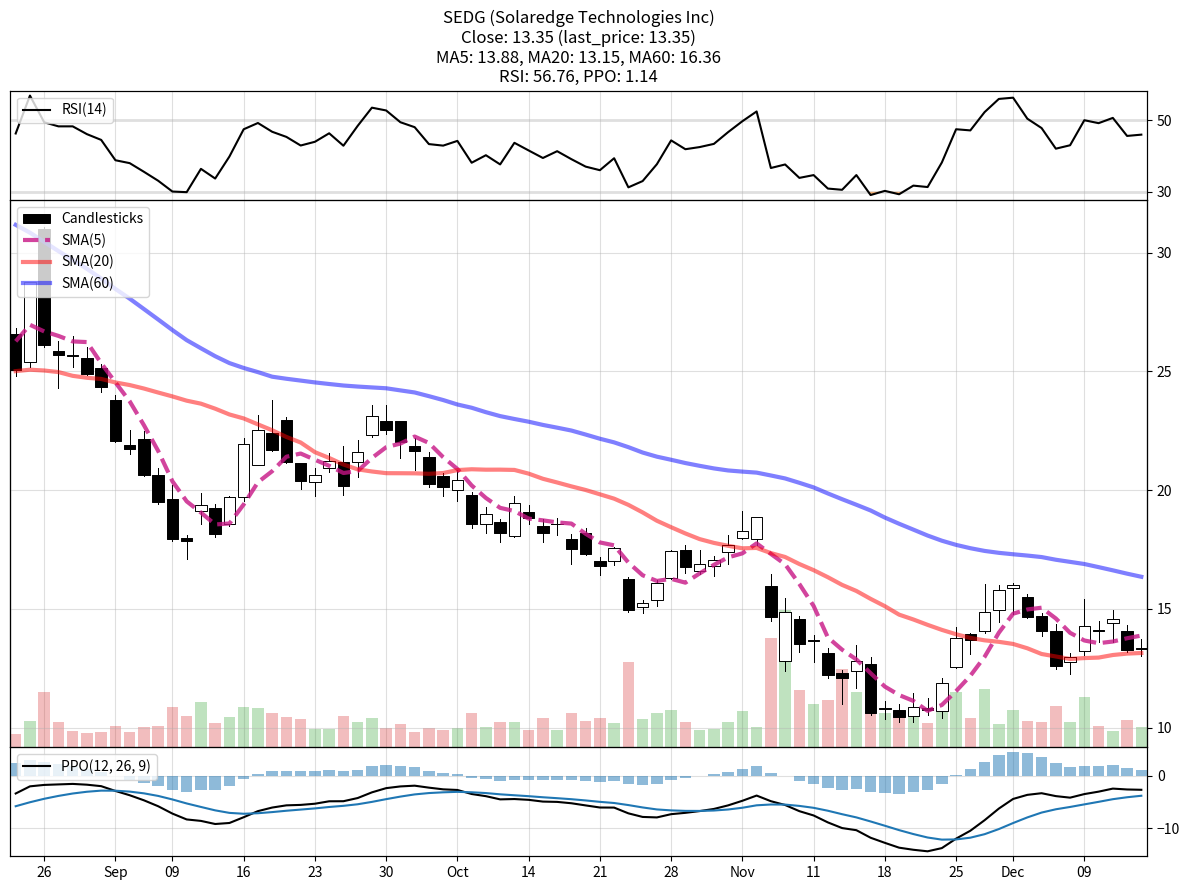 SEDG (Solaredge Technologies Inc)
Close: 13.35 (last_price: 13.35)
MA5: 13.88, MA20: 13.15, MA60: 16.36
RSI: 56.76, PPO: 1.14
RSI(14)
50
30
Candlesticks
SMA(5)
SMA(20)
SMA(60)
30
25
20
15
10
PPO(12, 26, 9)
0
−10
26 Sep 09 16 23 30 Oct 14 21 28 Nov 11 18 25 Dec 09